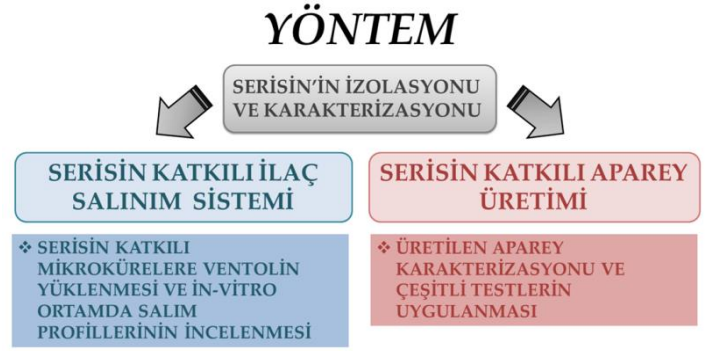 YÖNTEM
SERİSİN'İN İZOLASYONU
VE KARAKTERİZASYONU
SERİSİN KATKILI İLAÇ
SALINIM SİSTEMİ
SERİSİN KATKILI APAREY
ÜRETİMİ
❖ SERİSİN KATKILI
MİKROKÜRELERE VENTOLİN
YÜKLENMESİ VE İN-VİTRO
ORTAMDA SALIM
PROFİLLERİNİN İNCELENMESİ
❖ ÜRETİLEN APAREY
KARAKTERİZASYONU VE
ÇEŞİTLİ TESTLERİN
UYGULANMASI